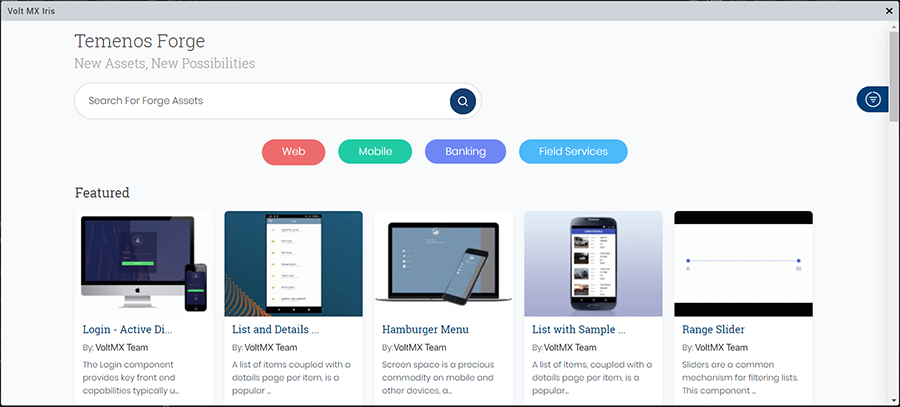 Volt MX Iris
Temenos Forge
New Assets, New Possibilities
Search For Forge Assets
Web Mobile Banking Field Services
Featured
Login - Active Di...
By: VoltMX Team
The Login component
provides key front end
capabilities typically u...
List and Details ...
By: VoltMX Team
A list of items coupled with a
details page per item, is a
popular ...
Hamburger Menu
By: VoltMX Team
Screen space is a precious
commodity on mobile and
other devices, a...
List with Sample ...
By: VoltMX Team
A list of items, coupled with a
details page per item, is a
popular ...
Range Slider
By: VoltMX Team
Sliders are a common
mechanism for filtering lists.
This component ...